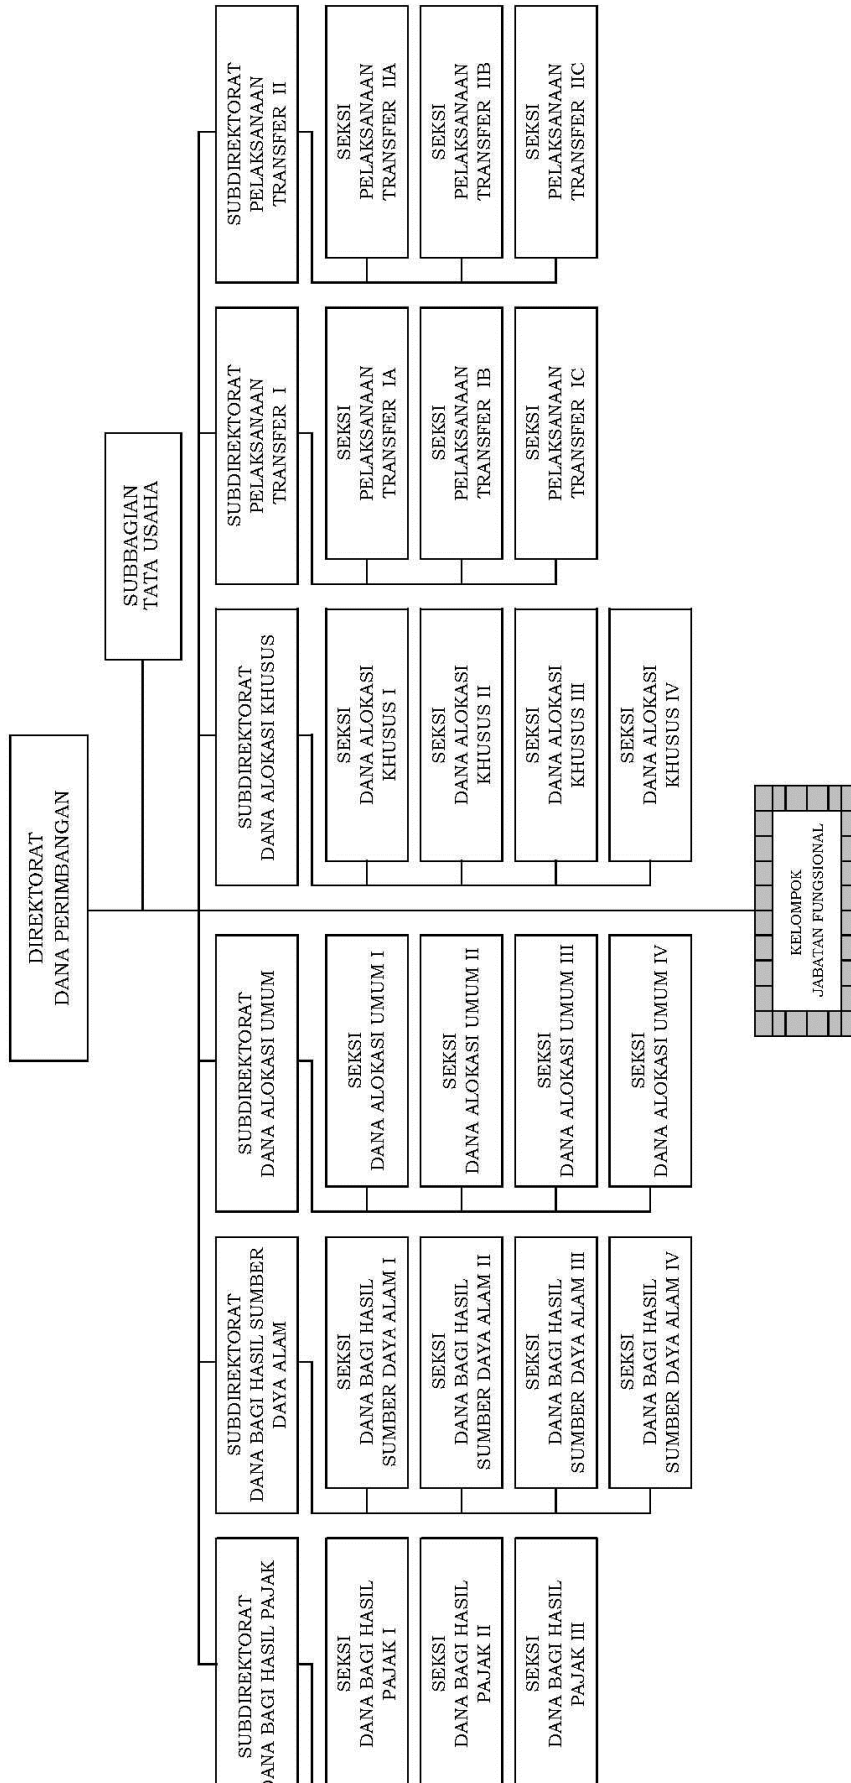 DIREKTORAT
DANA PERIMBANGAN
SUBBAGIAN
TATA USAHA
SUBDIREKTORAT
DANA BAGI HASIL PAJAK
SEKSI
DANA BAGI HASIL
PAJAK I
SEKSI
DANA BAGI HASIL
PAJAK II
SEKSI
DANA BAGI HASIL
PAJAK III
SUBDIREKTORAT
DANA BAGI HASIL SUMBER
DAYA ALAM
SEKSI
DANA BAGI HASIL
SUMBER DAYA ALAM I
SEKSI
DANA BAGI HASIL
SUMBER DAYA ALAM II
SEKSI
DANA BAGI HASIL
SUMBER DAYA ALAM III
SEKSI
DANA BAGI HASIL
SUMBER DAYA ALAM IV
SUBDIREKTORAT
DANA ALOKASI UMUM
SEKSI
DANA ALOKASI UMUM I
SEKSI
DANA ALOKASI UMUM II
SEKSI
DANA ALOKASI UMUM III
SEKSI
DANA ALOKASI UMUM IV
SUBDIREKTORAT
DANA ALOKASI KHUSUS
SEKSI
DANA ALOKASI
KHUSUS I
SEKSI
DANA ALOKASI
KHUSUS II
SEKSI
DANA ALOKASI
KHUSUS III
SEKSI
DANA ALOKASI
KHUSUS IV
SUBDIREKTORAT
PELAKSANAAN
TRANSFER I
SEKSI
PELAKSANAAN
TRANSFER IA
SEKSI
PELAKSANAAN
TRANSFER IB
SEKSI
PELAKSANAAN
TRANSFER IC
SUBDIREKTORAT
PELAKSANAAN
TRANSFER II
SEKSI
PELAKSANAAN
TRANSFER IIA
SEKSI
PELAKSANAAN
TRANSFER IIB
SEKSI
PELAKSANAAN
TRANSFER IIC
KELOMPOK
JABATAN FUNGSIONAL